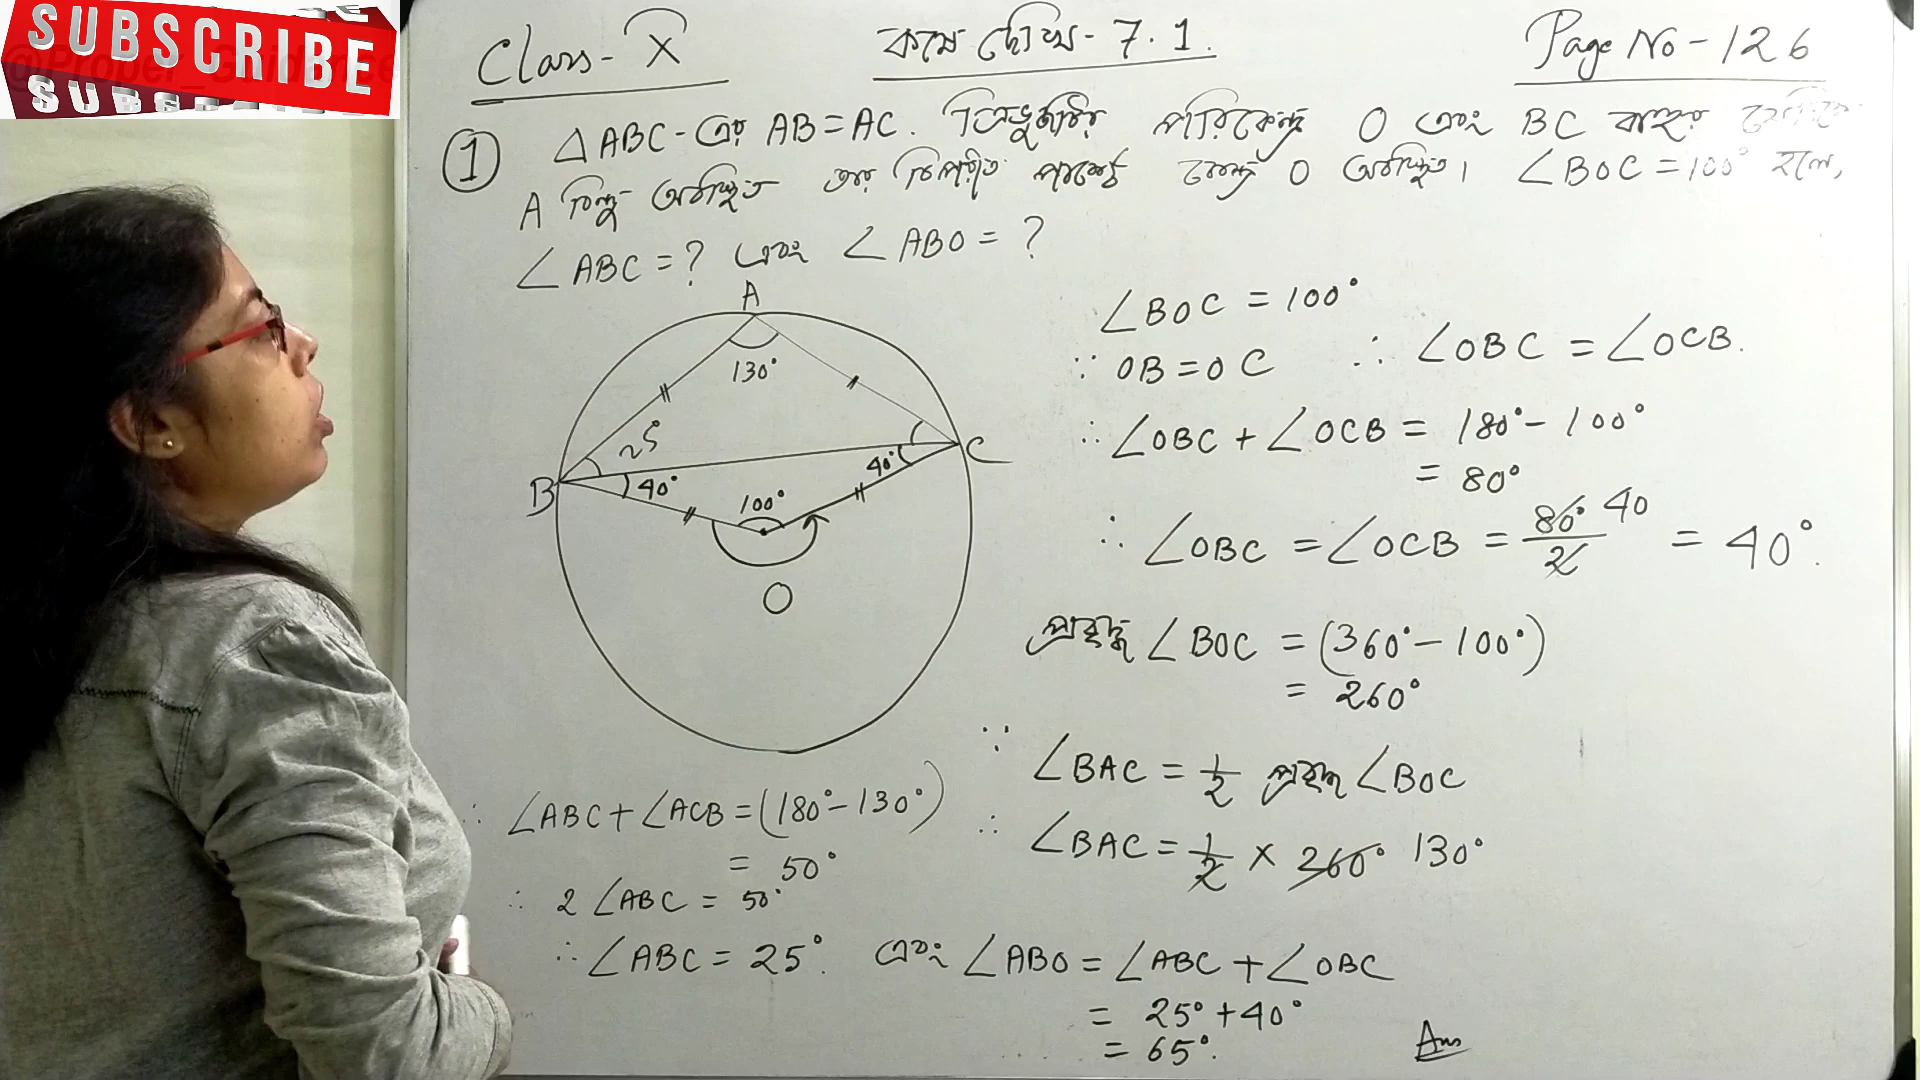 SUBSCRIBE
Class - X
কষে দেখি - 7.1.
Page No - 126
① △ABC - এর AB = AC. ত্রিভুজটির পরিকেন্দ্র O এবং BC বাহুর
A বিন্দু অবস্থিত তার বিপরীত পার্শ্বে কেন্দ্র O অবস্থিত। ∠BOC = 100° হলে,
∠ABC = ? এবং ∠ABO = ?
A
130°
25°
B
40°
100°
40°
C
O
∠BOC = 100°
∵ OB = OC ∴ ∠OBC = ∠OCB.
∴ ∠OBC + ∠OCB = 180° - 100°
= 80°
∴ ∠OBC = ∠OCB = 80°/2 40 = 40°.
প্রবৃদ্ধ ∠BOC = (360° - 100°)
= 260°
∵ ∠BAC = 1/2 প্রবৃদ্ধ ∠BOC
∴ ∠BAC = 1/2 × 260° 130°
∴ ∠ABC + ∠ACB = (180° - 130°)
= 50°
∴ 2 ∠ABC = 50°
∴ ∠ABC = 25°. এবং ∠ABO = ∠ABC + ∠OBC
= 25° + 40°
= 65°. Ans